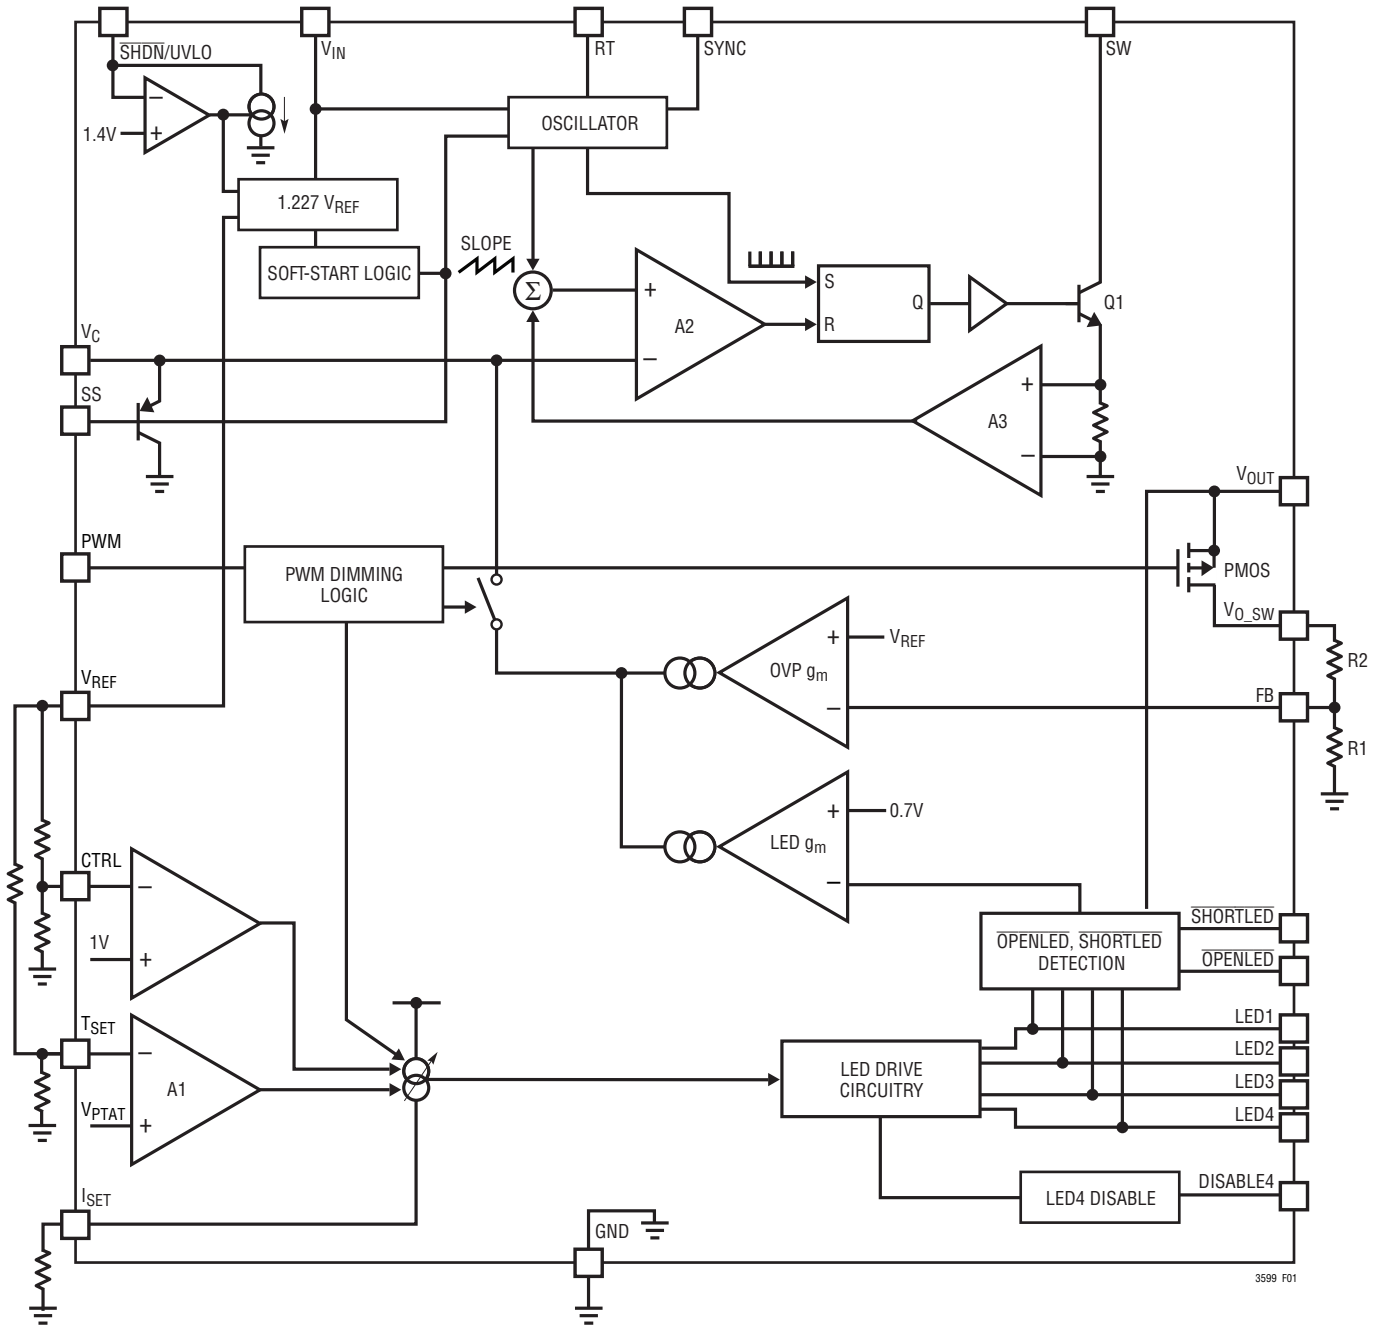 SHDN/UVLO
VIN
RT
SYNC
SW
1.4V
−
+
OSCILLATOR
1.227 VREF
SOFT-START LOGIC
SLOPE
Σ
+
−
A2
S
R
Q
Q1
VC
SS
A3
+
−
VOUT
PWM
PWM DIMMING
LOGIC
PMOS
VO_SW
R2
+
VREF
OVP gm
−
FB
R1
VREF
+
0.7V
LED gm
−
CTRL
−
1V
+
OPENLED, SHORTLED
DETECTION
SHORTLED
OPENLED
TSET
−
A1
VPTAT
+
LED DRIVE
CIRCUITRY
LED1
LED2
LED3
LED4
LED4 DISABLE
DISABLE4
ISET
GND
3599 F01